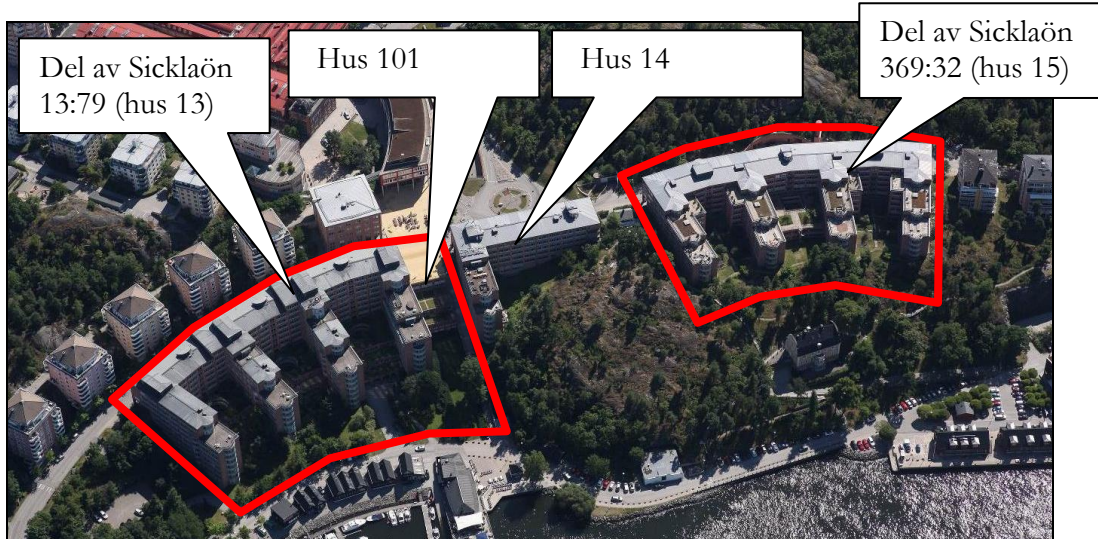 Del av Sicklaön
13:79 (hus 13)
Hus 101
Hus 14
Del av Sicklaön
369:32 (hus 15)